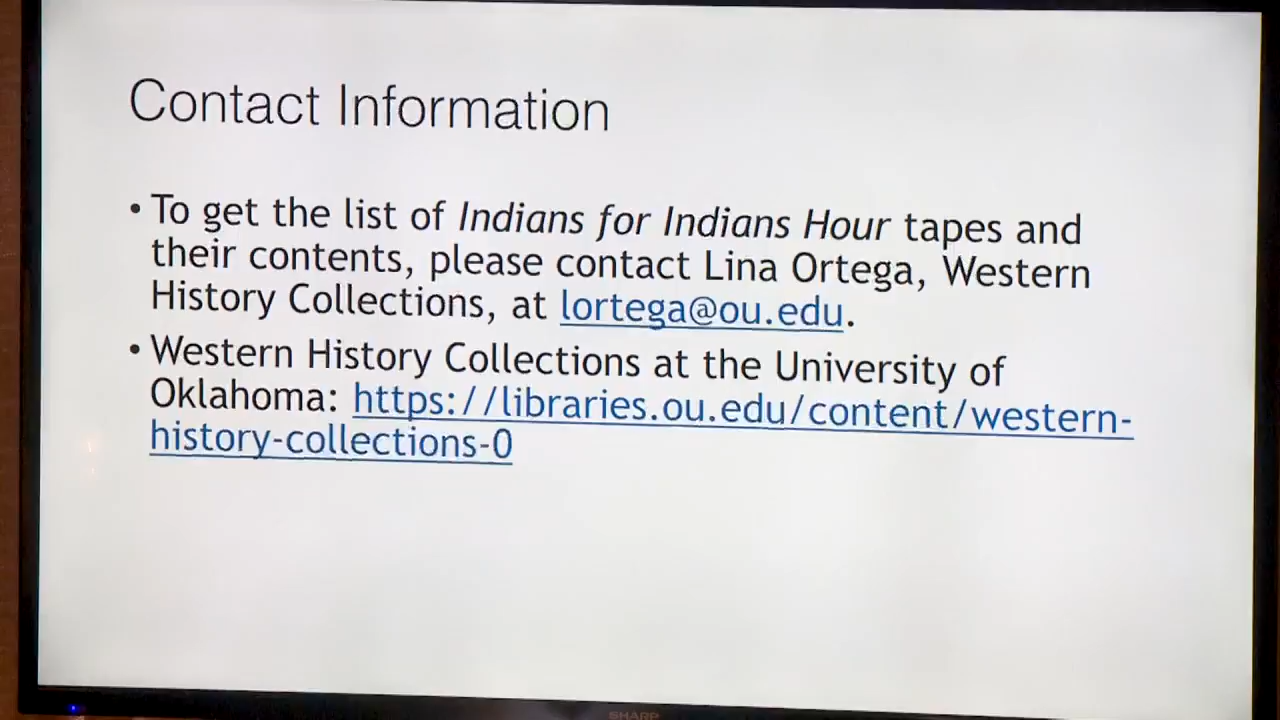 Contact Information
• To get the list of Indians for Indians Hour tapes and
their contents, please contact Lina Ortega, Western
History Collections, at lortega@ou.edu.
• Western History Collections at the University of
Oklahoma: https://libraries.ou.edu/content/western-
history-collections-0
SHARP